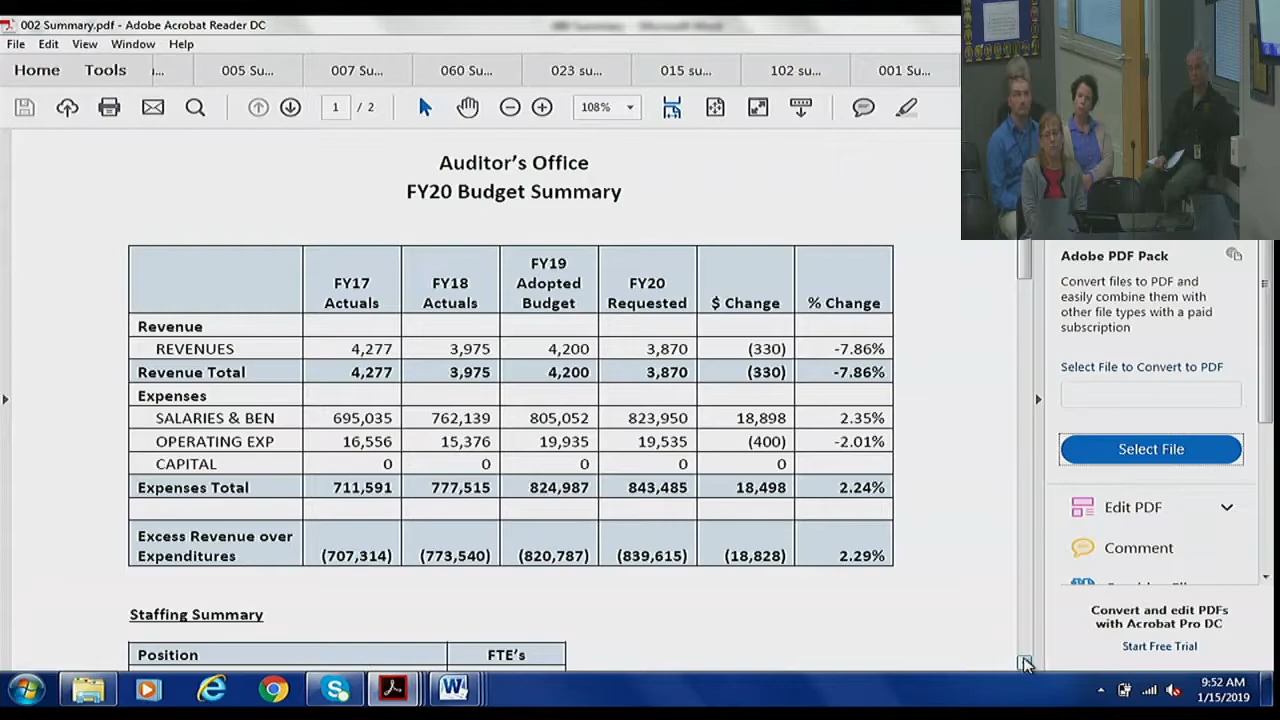 002 Summary.pdf - Adobe Acrobat Reader DC
File Edit View Window Help
Home Tools ... 005 Su... 007 Su... 060 Su... 023 su... 015 su... 102 su... 001 Su...
1 / 2 108%
Auditor's Office
FY20 Budget Summary
FY17 Actuals FY18 Actuals FY19 Adopted Budget FY20 Requested $ Change % Change
Revenue
REVENUES 4,277 3,975 4,200 3,870 (330) -7.86%
Revenue Total 4,277 3,975 4,200 3,870 (330) -7.86%
Expenses
SALARIES & BEN 695,035 762,139 805,052 823,950 18,898 2.35%
OPERATING EXP 16,556 15,376 19,935 19,535 (400) -2.01%
CAPITAL 0 0 0 0 0
Expenses Total 711,591 777,515 824,987 843,485 18,498 2.24%
Excess Revenue over
Expenditures (707,314) (773,540) (820,787) (839,615) (18,828) 2.29%
Staffing Summary
Position FTE's
Adobe PDF Pack
Convert files to PDF and
easily combine them with
other file types with a paid
subscription
Select File to Convert to PDF
Select File
Edit PDF
Comment
Convert and edit PDFs
with Acrobat Pro DC
Start Free Trial
9:52 AM
1/15/2019